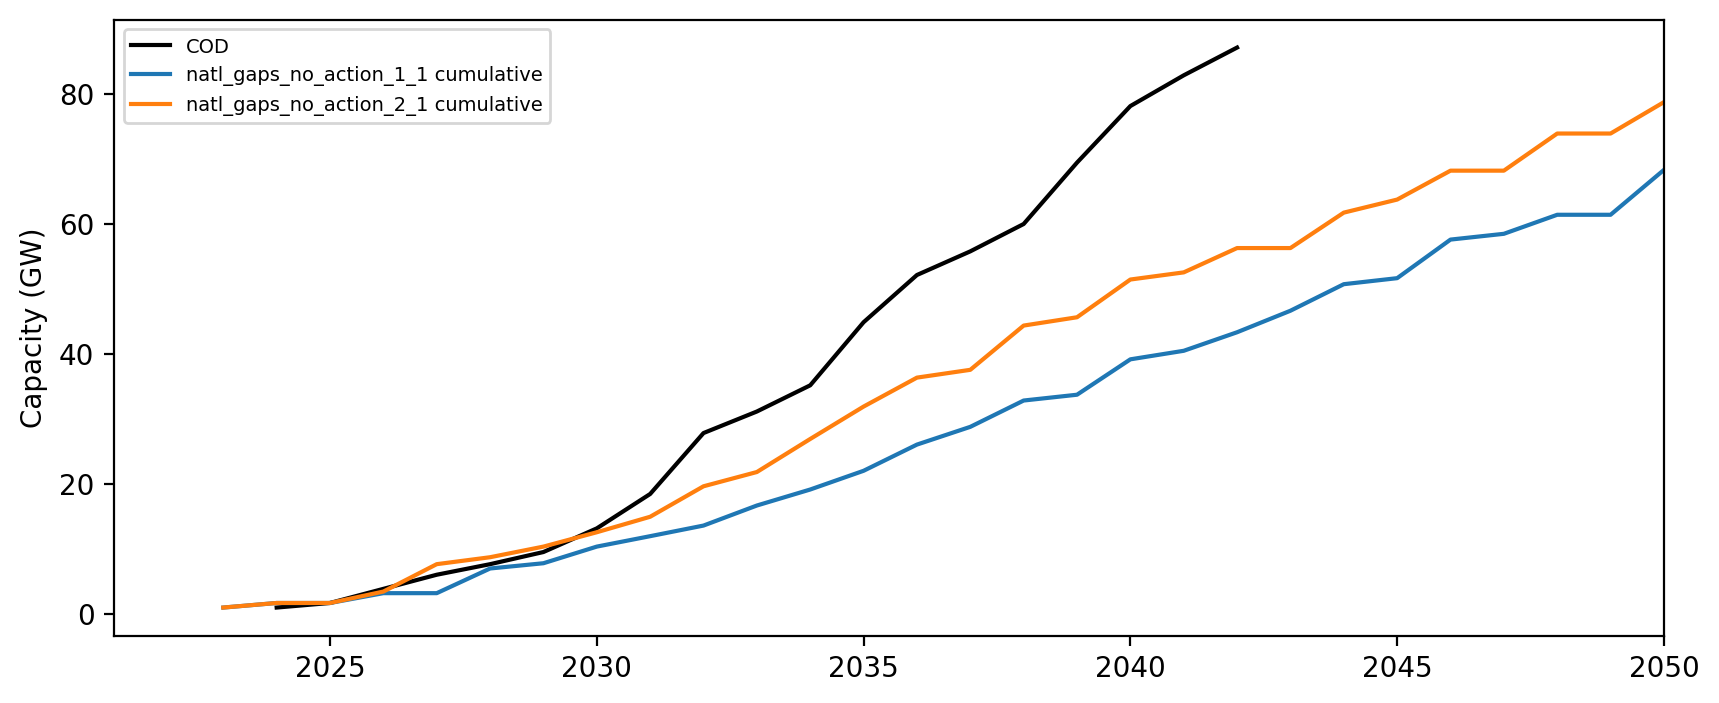 COD
natl_gaps_no_action_1_1 cumulative
natl_gaps_no_action_2_1 cumulative
Capacity (GW)
80
60
40
20
0
2025 2030 2035 2040 2045 2050